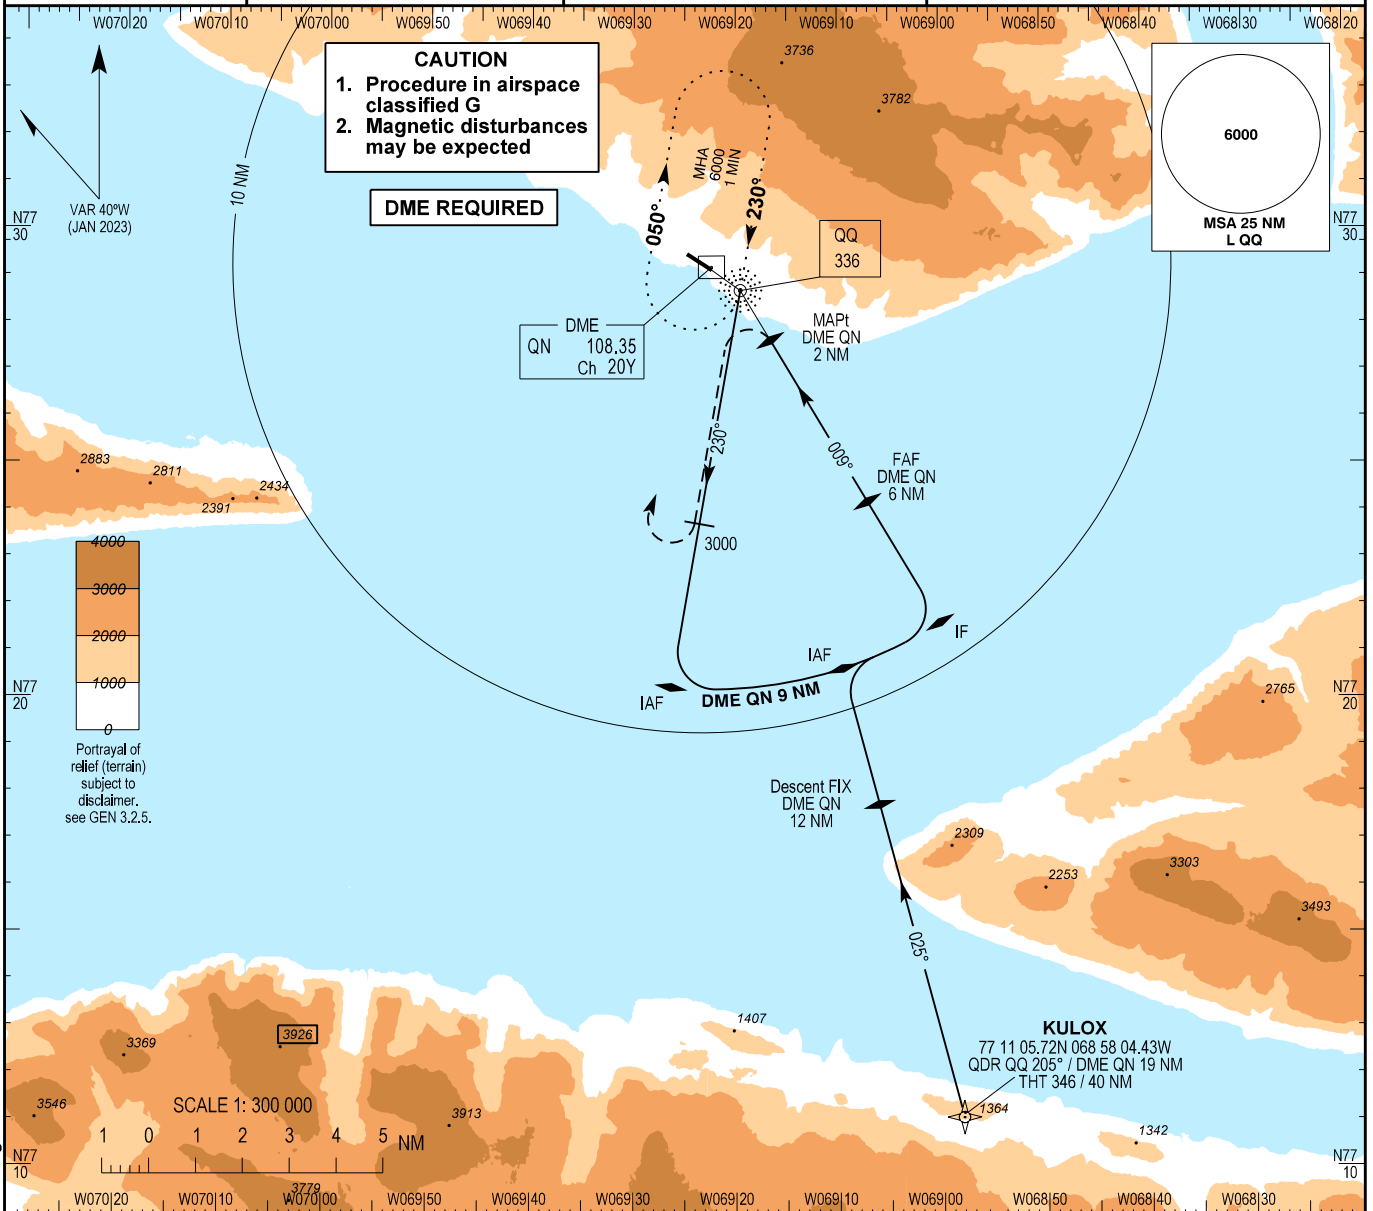 W070|20
W070|10
W070|00
W069|50
W069|40
W069|30
W069|20
W069|10
W069|00
W068|50
W068|40
W068|30
W068|20
CAUTION
1. Procedure in airspace
classified G
2. Magnetic disturbances
may be expected
DME REQUIRED
VAR 40°W
(JAN 2023)
10 NM
3736
3782
6000
MSA 25 NM
L QQ
N77
30
N77
30
MHA
6000
1 MIN
050°
230°
QQ
336
DME
QN 108.35
Ch 20Y
MAPt
DME QN
2 NM
009°
230°
FAF
DME QN
6 NM
3000
2883
2811
2434
2391
4000
3000
2000
1000
0
Portrayal of
relief (terrain)
subject to
disclaimer.
see GEN 3.2.5.
IF
IAF
IAF
DME QN 9 NM
N77
20
N77
20
2765
Descent FIX
DME QN
12 NM
2309
2253
3303
3493
025°
KULOX
77 11 05.72N 068 58 04.43W
QDR QQ 205° / DME QN 19 NM
THT 346 / 40 NM
1364
1342
1407
3926
3369
3546
3913
3779
SCALE 1: 300 000
1 0 1 2 3 4 5 NM
N77
10
N77
10
W070|20
W070|10
W070|00
W069|50
W069|40
W069|30
W069|20
W069|10
W069|00
W068|50
W068|40
W068|30